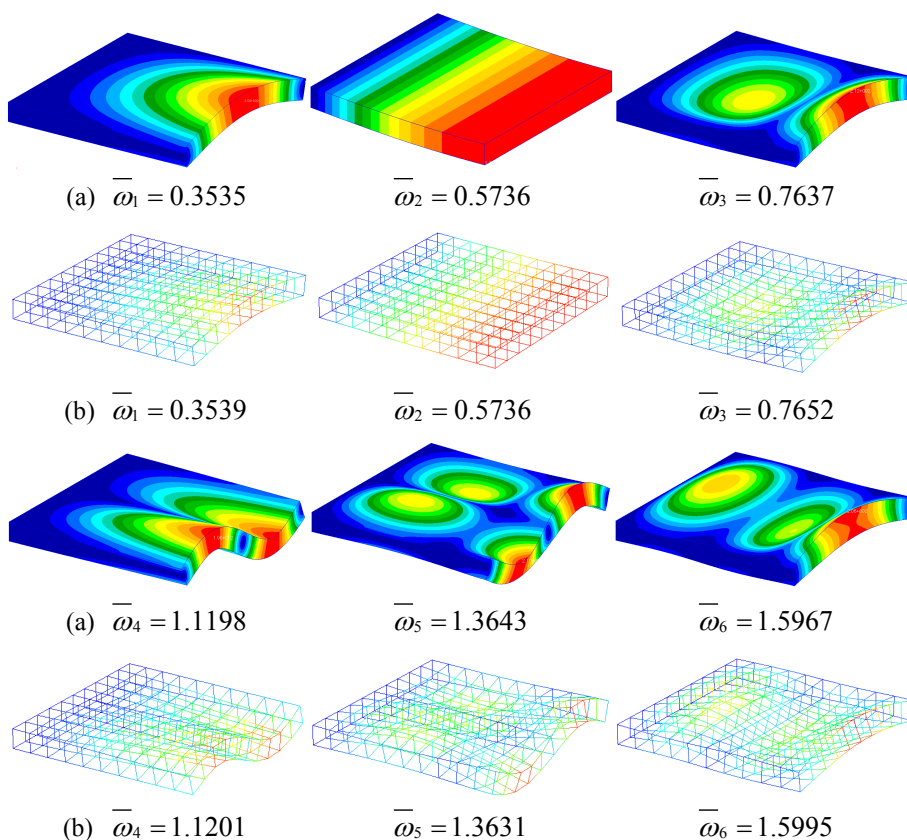 (a) ω̅₁ = 0.3535 ω̅₂ = 0.5736 ω̅₃ = 0.7637
(b) ω̅₁ = 0.3539 ω̅₂ = 0.5736 ω̅₃ = 0.7652
(a) ω̅₄ = 1.1198 ω̅₅ = 1.3643 ω̅₆ = 1.5967
(b) ω̅₄ = 1.1201 ω̅₅ = 1.3631 ω̅₆ = 1.5995